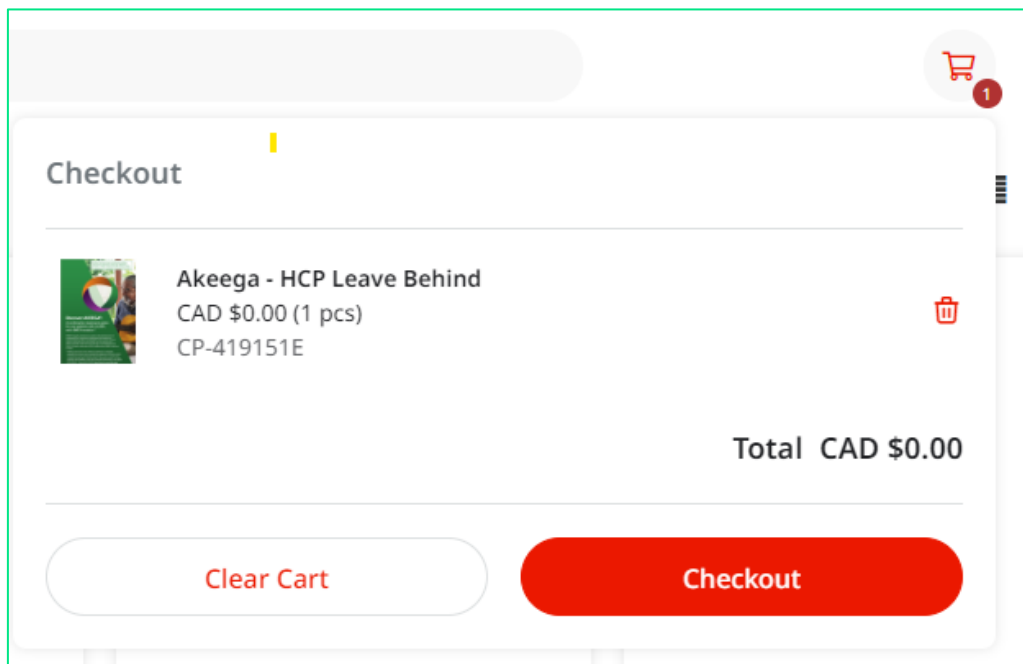 1
Checkout
Akeega - HCP Leave Behind
CAD $0.00 (1 pcs)
CP-419151E
Total CAD $0.00
Clear Cart
Checkout